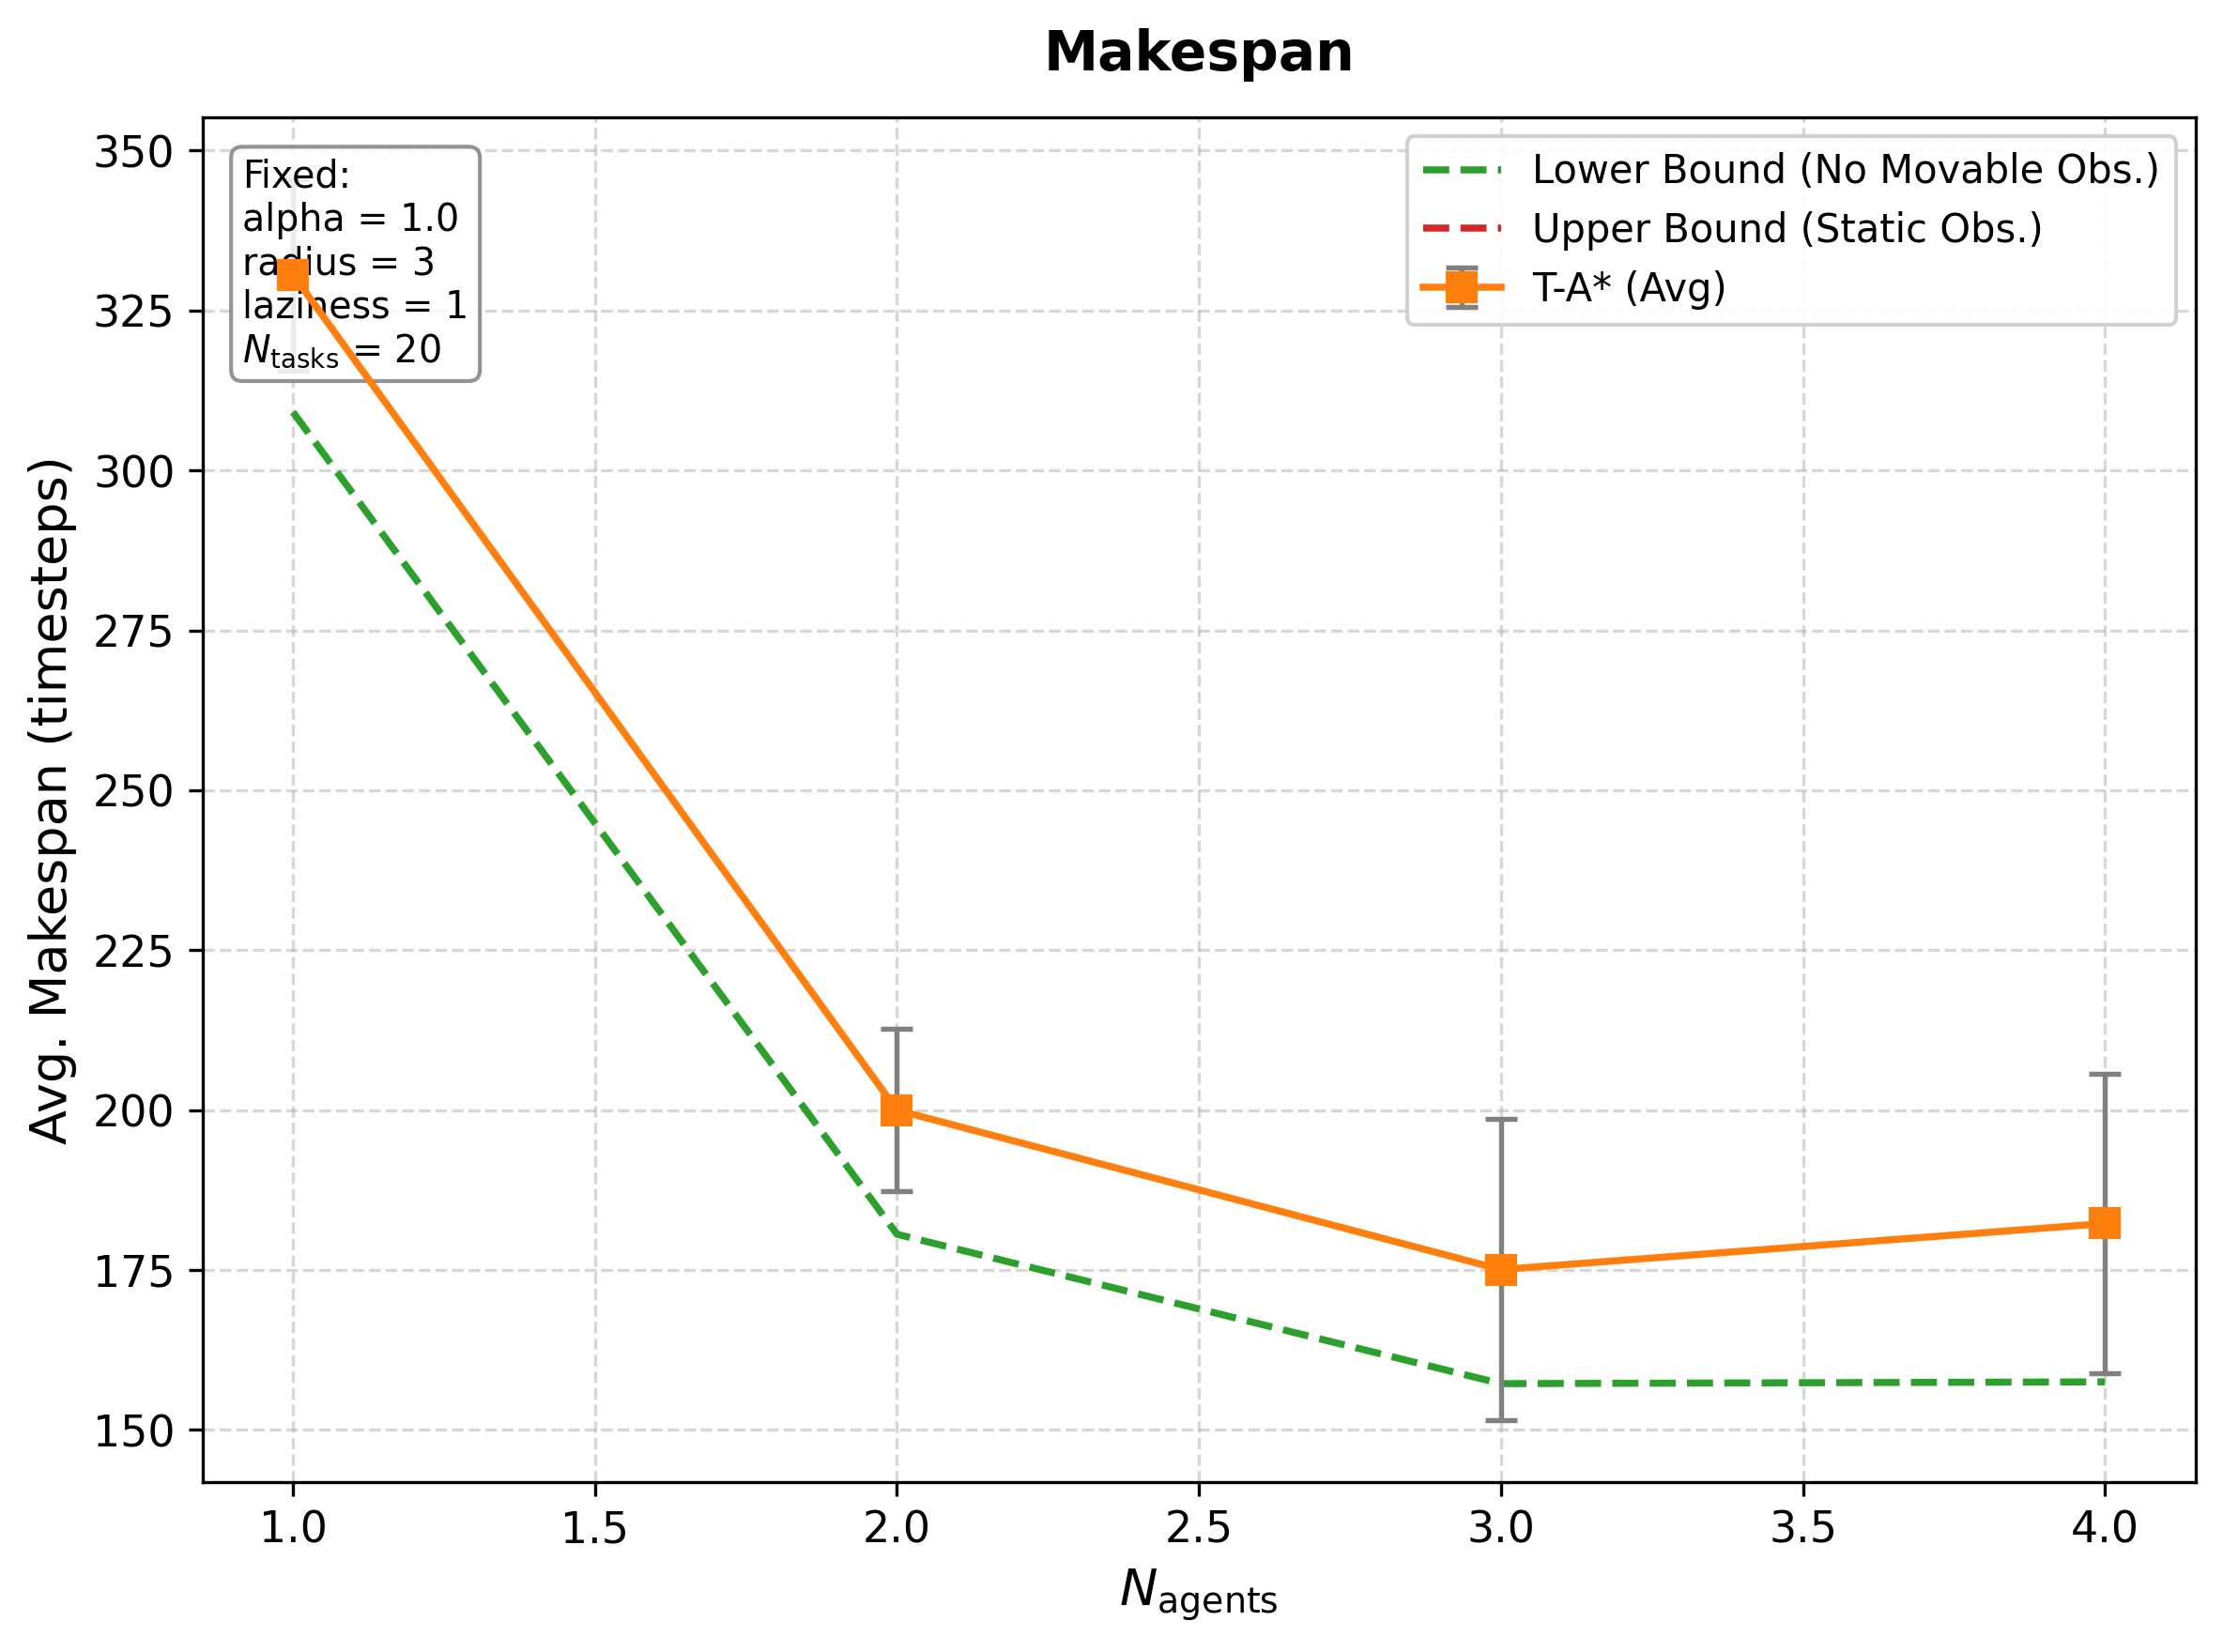 Makespan
Fixed:
alpha = 1.0
radius = 3
laziness = 1
N_tasks = 20
Lower Bound (No Movable Obs.)
Upper Bound (Static Obs.)
T-A* (Avg)
Avg. Makespan (timesteps)
350
325
300
275
250
225
200
175
150
1.0 1.5 2.0 2.5 3.0 3.5 4.0
N_agents